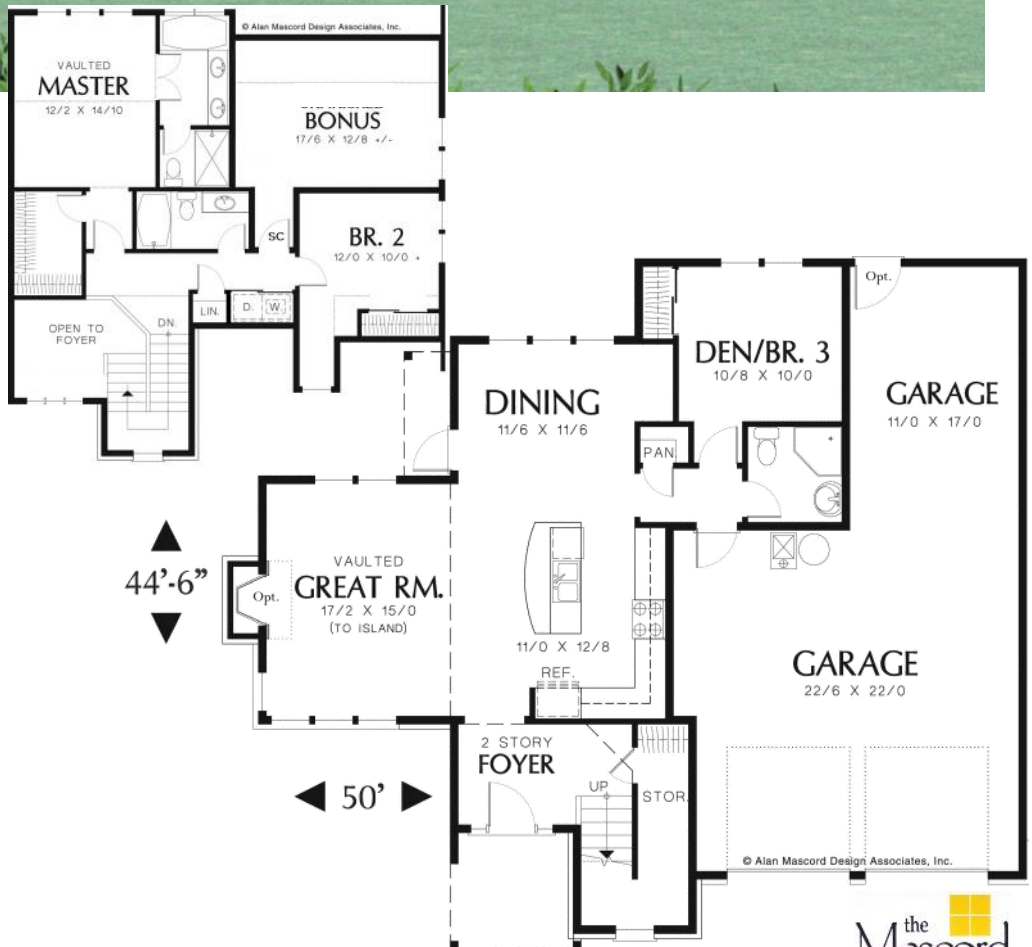 © Alan Mascord Design Associates, Inc.
VAULTED
MASTER
12/2 X 14/10
BONUS
17/6 X 12/8 +/-
SC
BR. 2
12/0 X 10/0 +
LIN.
D. W.
OPEN TO
FOYER
DN.
Opt.
DEN/BR. 3
10/8 X 10/0
GARAGE
11/0 X 17/0
DINING
11/6 X 11/6
PAN
44'-6"
VAULTED
GREAT RM.
17/2 X 15/0
(TO ISLAND)
Opt.
11/0 X 12/8
REF.
GARAGE
22/6 X 22/0
2 STORY
FOYER
UP
STOR.
50'
© Alan Mascord Design Associates, Inc.
the
Mascord